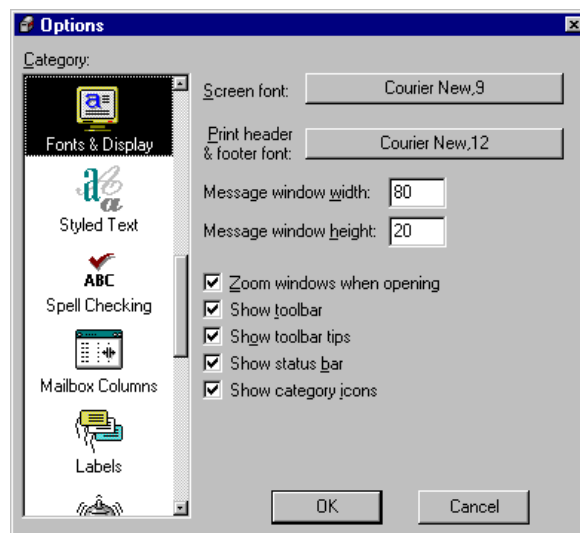 Options
Category:
Fonts & Display
Styled Text
ABC
Spell Checking
Mailbox Columns
Labels
Screen font:
Courier New,9
Print header
& footer font:
Courier New,12
Message window width:
80
Message window height:
20
Zoom windows when opening
Show toolbar
Show toolbar tips
Show status bar
Show category icons
OK
Cancel